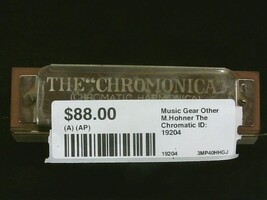 THE "CHROMONICA"
(CHROMATIC HARMONICA)
$88.00
(A) (AP)
Music Gear Other
M.Hohner The
Chromatic ID:
19204
19204 3MP40HHGJ